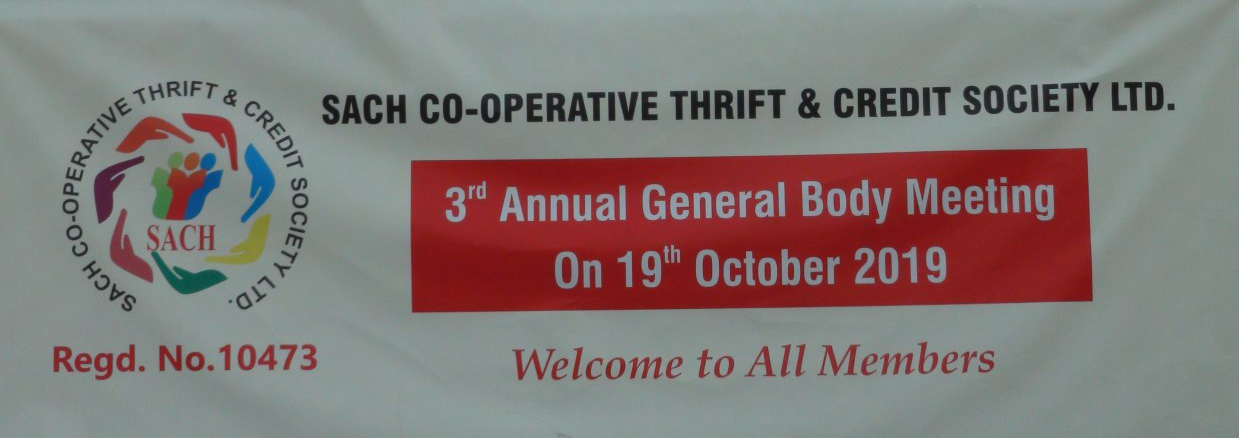 SACH CO-OPERATIVE THRIFT & CREDIT SOCIETY LTD.
SACH
Regd. No.10473
SACH CO-OPERATIVE THRIFT & CREDIT SOCIETY LTD.
3rd Annual General Body Meeting
On 19th October 2019
Welcome to All Members